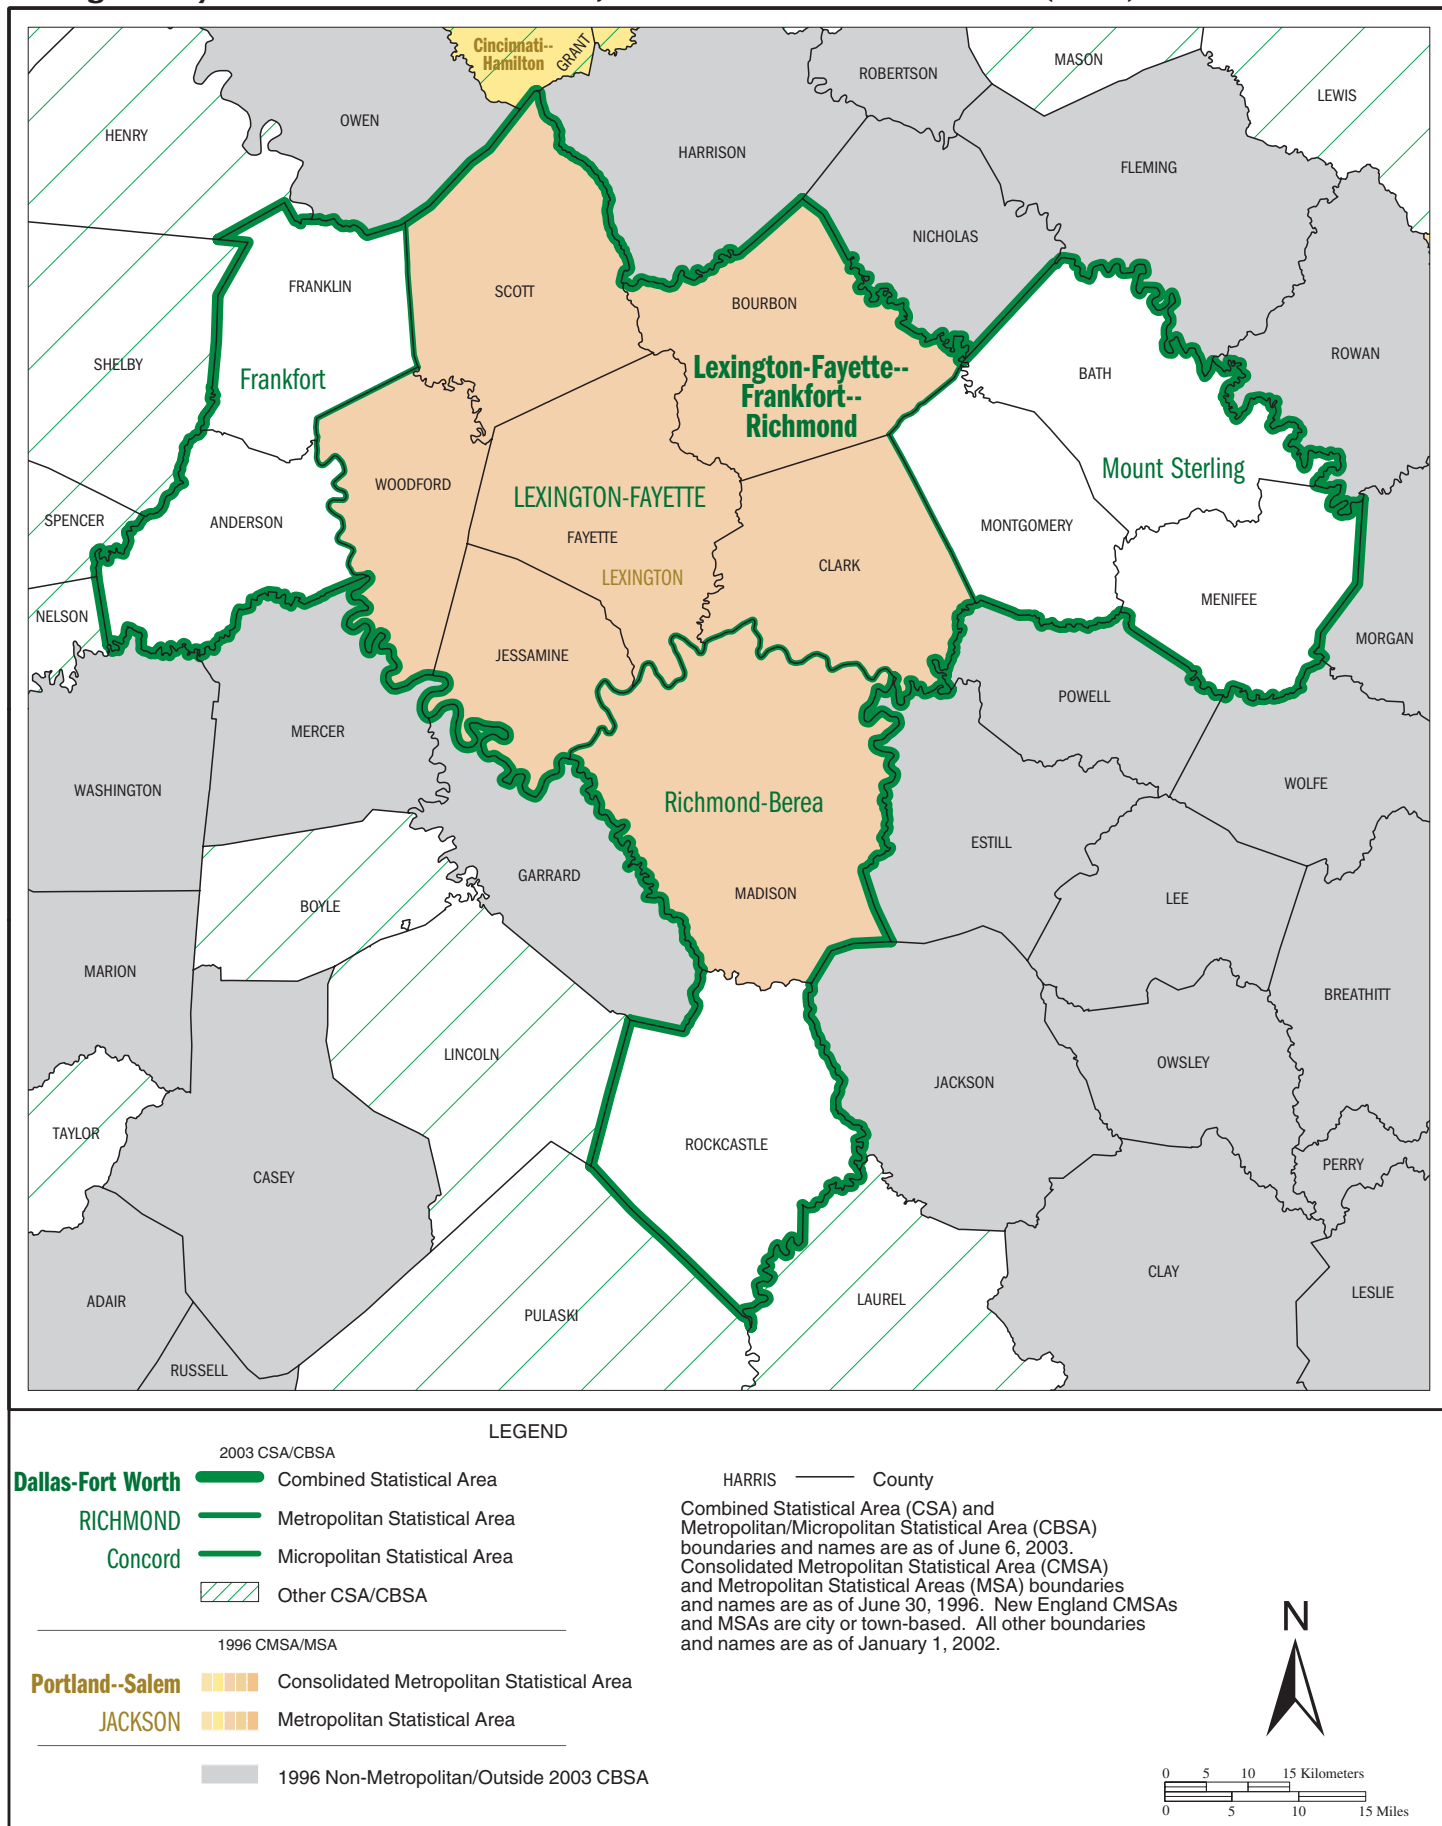 Cincinnati--
Hamilton
GRANT
ROBERTSON
MASON
LEWIS
HENRY
OWEN
HARRISON
FLEMING
NICHOLAS
FRANKLIN
SCOTT
BOURBON
SHELBY
Frankfort
Lexington-Fayette--
Frankfort--
Richmond
BATH
ROWAN
WOODFORD
LEXINGTON-FAYETTE
Mount Sterling
SPENCER
ANDERSON
FAYETTE
MONTGOMERY
LEXINGTON
CLARK
MENIFEE
NELSON
JESSAMINE
MORGAN
POWELL
MERCER
WASHINGTON
Richmond-Berea
WOLFE
ESTILL
GARRARD
MADISON
LEE
BOYLE
MARION
BREATHITT
LINCOLN
OWSLEY
JACKSON
TAYLOR
ROCKCASTLE
PERRY
CASEY
CLAY
LESLIE
ADAIR
LAUREL
PULASKI
RUSSELL
LEGEND
2003 CSA/CBSA
Dallas-Fort Worth Combined Statistical Area
RICHMOND Metropolitan Statistical Area
Concord Micropolitan Statistical Area
Other CSA/CBSA
1996 CMSA/MSA
Portland--Salem Consolidated Metropolitan Statistical Area
JACKSON Metropolitan Statistical Area
1996 Non-Metropolitan/Outside 2003 CBSA
HARRIS County
Combined Statistical Area (CSA) and
Metropolitan/Micropolitan Statistical Area (CBSA)
boundaries and names are as of June 6, 2003.
Consolidated Metropolitan Statistical Area (CMSA)
and Metropolitan Statistical Areas (MSA) boundaries
and names are as of June 30, 1996. New England CMSAs
and MSAs are city or town-based. All other boundaries
and names are as of January 1, 2002.
N
0 5 10 15 Kilometers
0 5 10 15 Miles